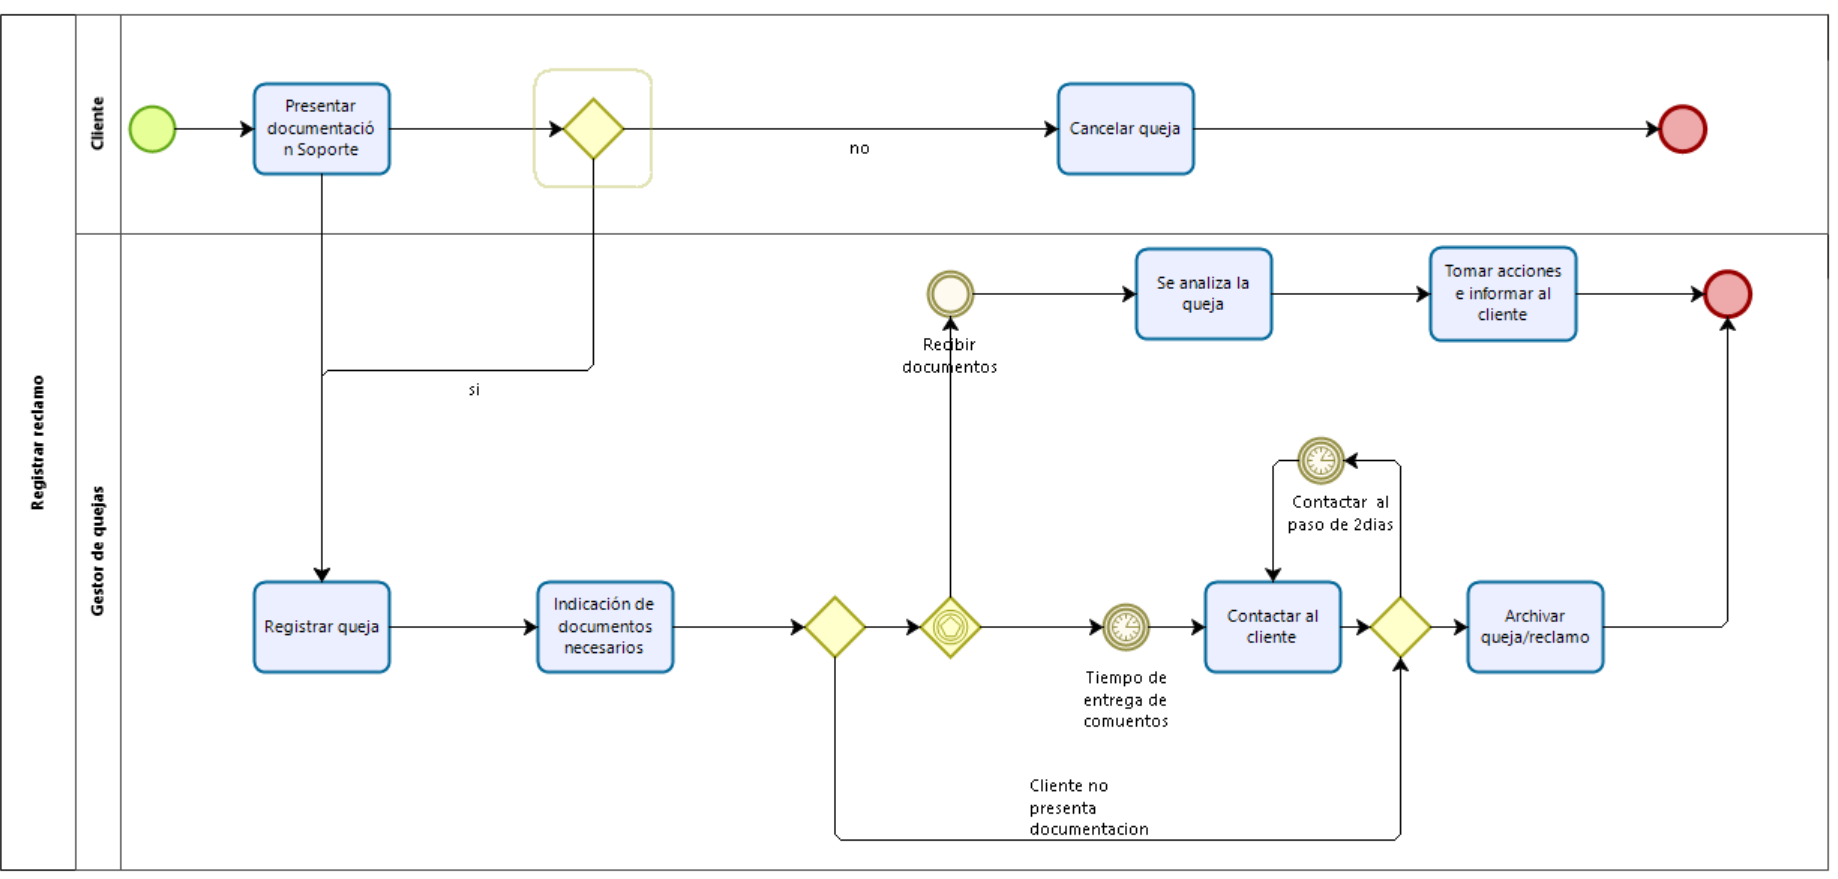 Registrar reclamo
Cliente
Presentar
documentació
n Soporte
no
Cancelar queja
Gestor de quejas
si
Recibir
documentos
Se analiza la
queja
Tomar acciones
e informar al
cliente
Contactar al
paso de 2dias
Registrar queja
Indicación de
documentos
necesarios
Tiempo de
entrega de
comuentos
Contactar al
cliente
Archivar
queja/reclamo
Cliente no
presenta
documentacion